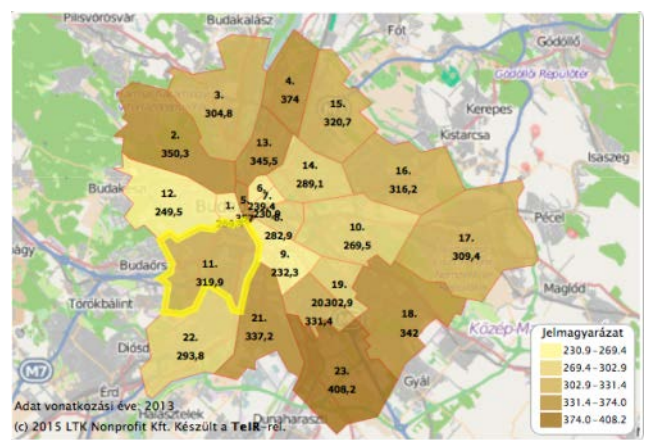 Pilisvörösvár
Budakalász
Fót
Gödöllő
Gödöllői Repülőtér
Kerepes
Kistarcsa
Isaszeg
Pécel
Maglód
Gyál
Dunaharaszti
Halásztelek
Érd
Diósd
Törökbálint
Budaörs
M7
3.
304,8
4.
374
15.
320,7
2.
350,3
13.
345,5
14.
289,1
16.
316,2
12.
249,5
1.
5.
6.
239,4
7.
230,9
8.
282,9
10.
269,5
17.
309,4
9.
232,3
11.
319,9
19.
302,9
20.
331,4
18.
342
21.
337,2
22.
293,8
23.
408,2
Jelmagyarázat
230.9-269.4
269.4-302.9
302.9-331.4
331.4-374.0
374.0-408.2
Adat vonatkozási éve: 2013
(c) 2015 LTK Nonprofit Kft. Készült a TeIR-rel.